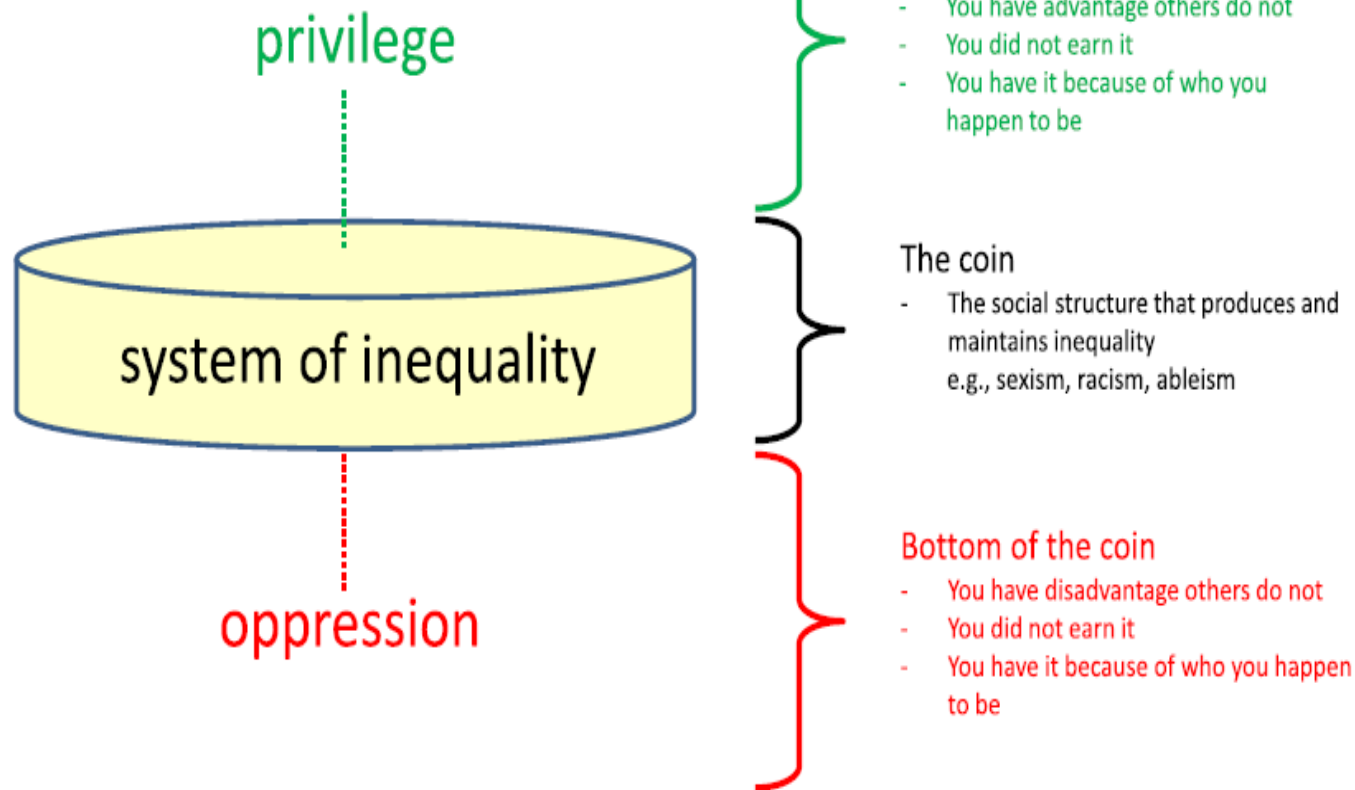 privilege
- You have advantage others do not
- You did not earn it
- You have it because of who you
happen to be
system of inequality
The coin
- The social structure that produces and
maintains inequality
e.g., sexism, racism, ableism
oppression
Bottom of the coin
- You have disadvantage others do not
- You did not earn it
- You have it because of who you happen
to be